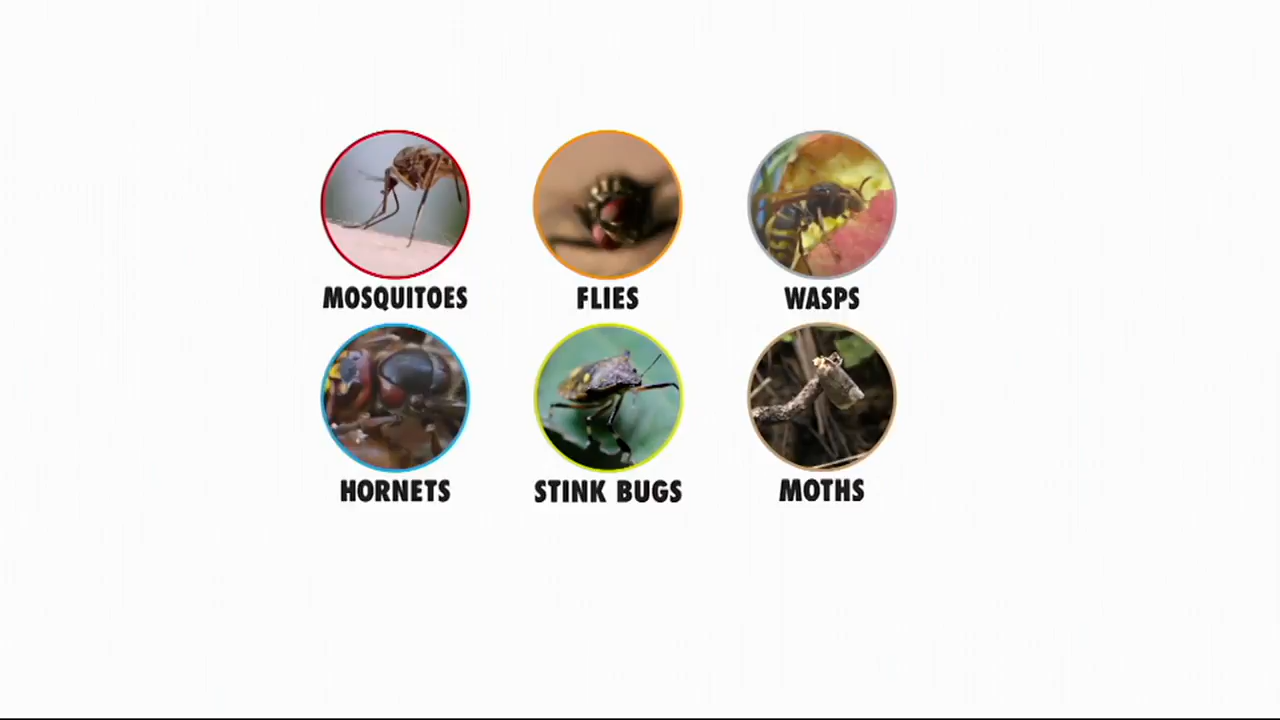 MOSQUITOES
FLIES
WASPS
HORNETS
STINK BUGS
MOTHS